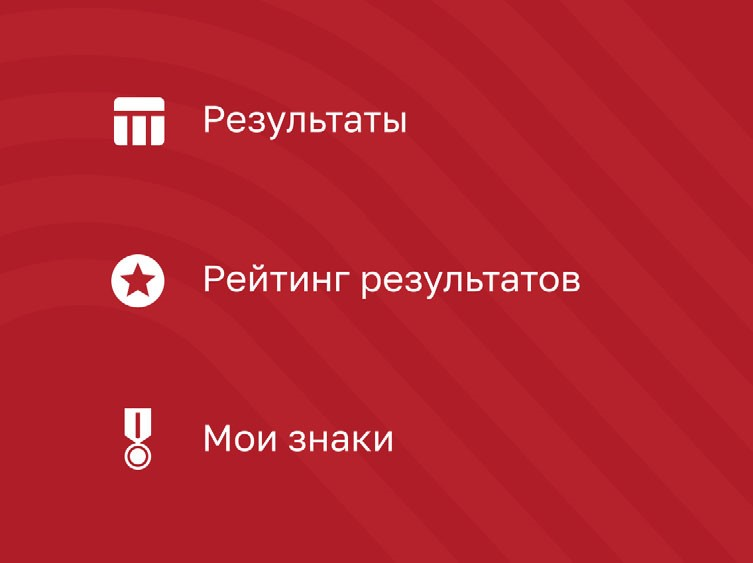 Результаты
Рейтинг результатов
Мои знаки